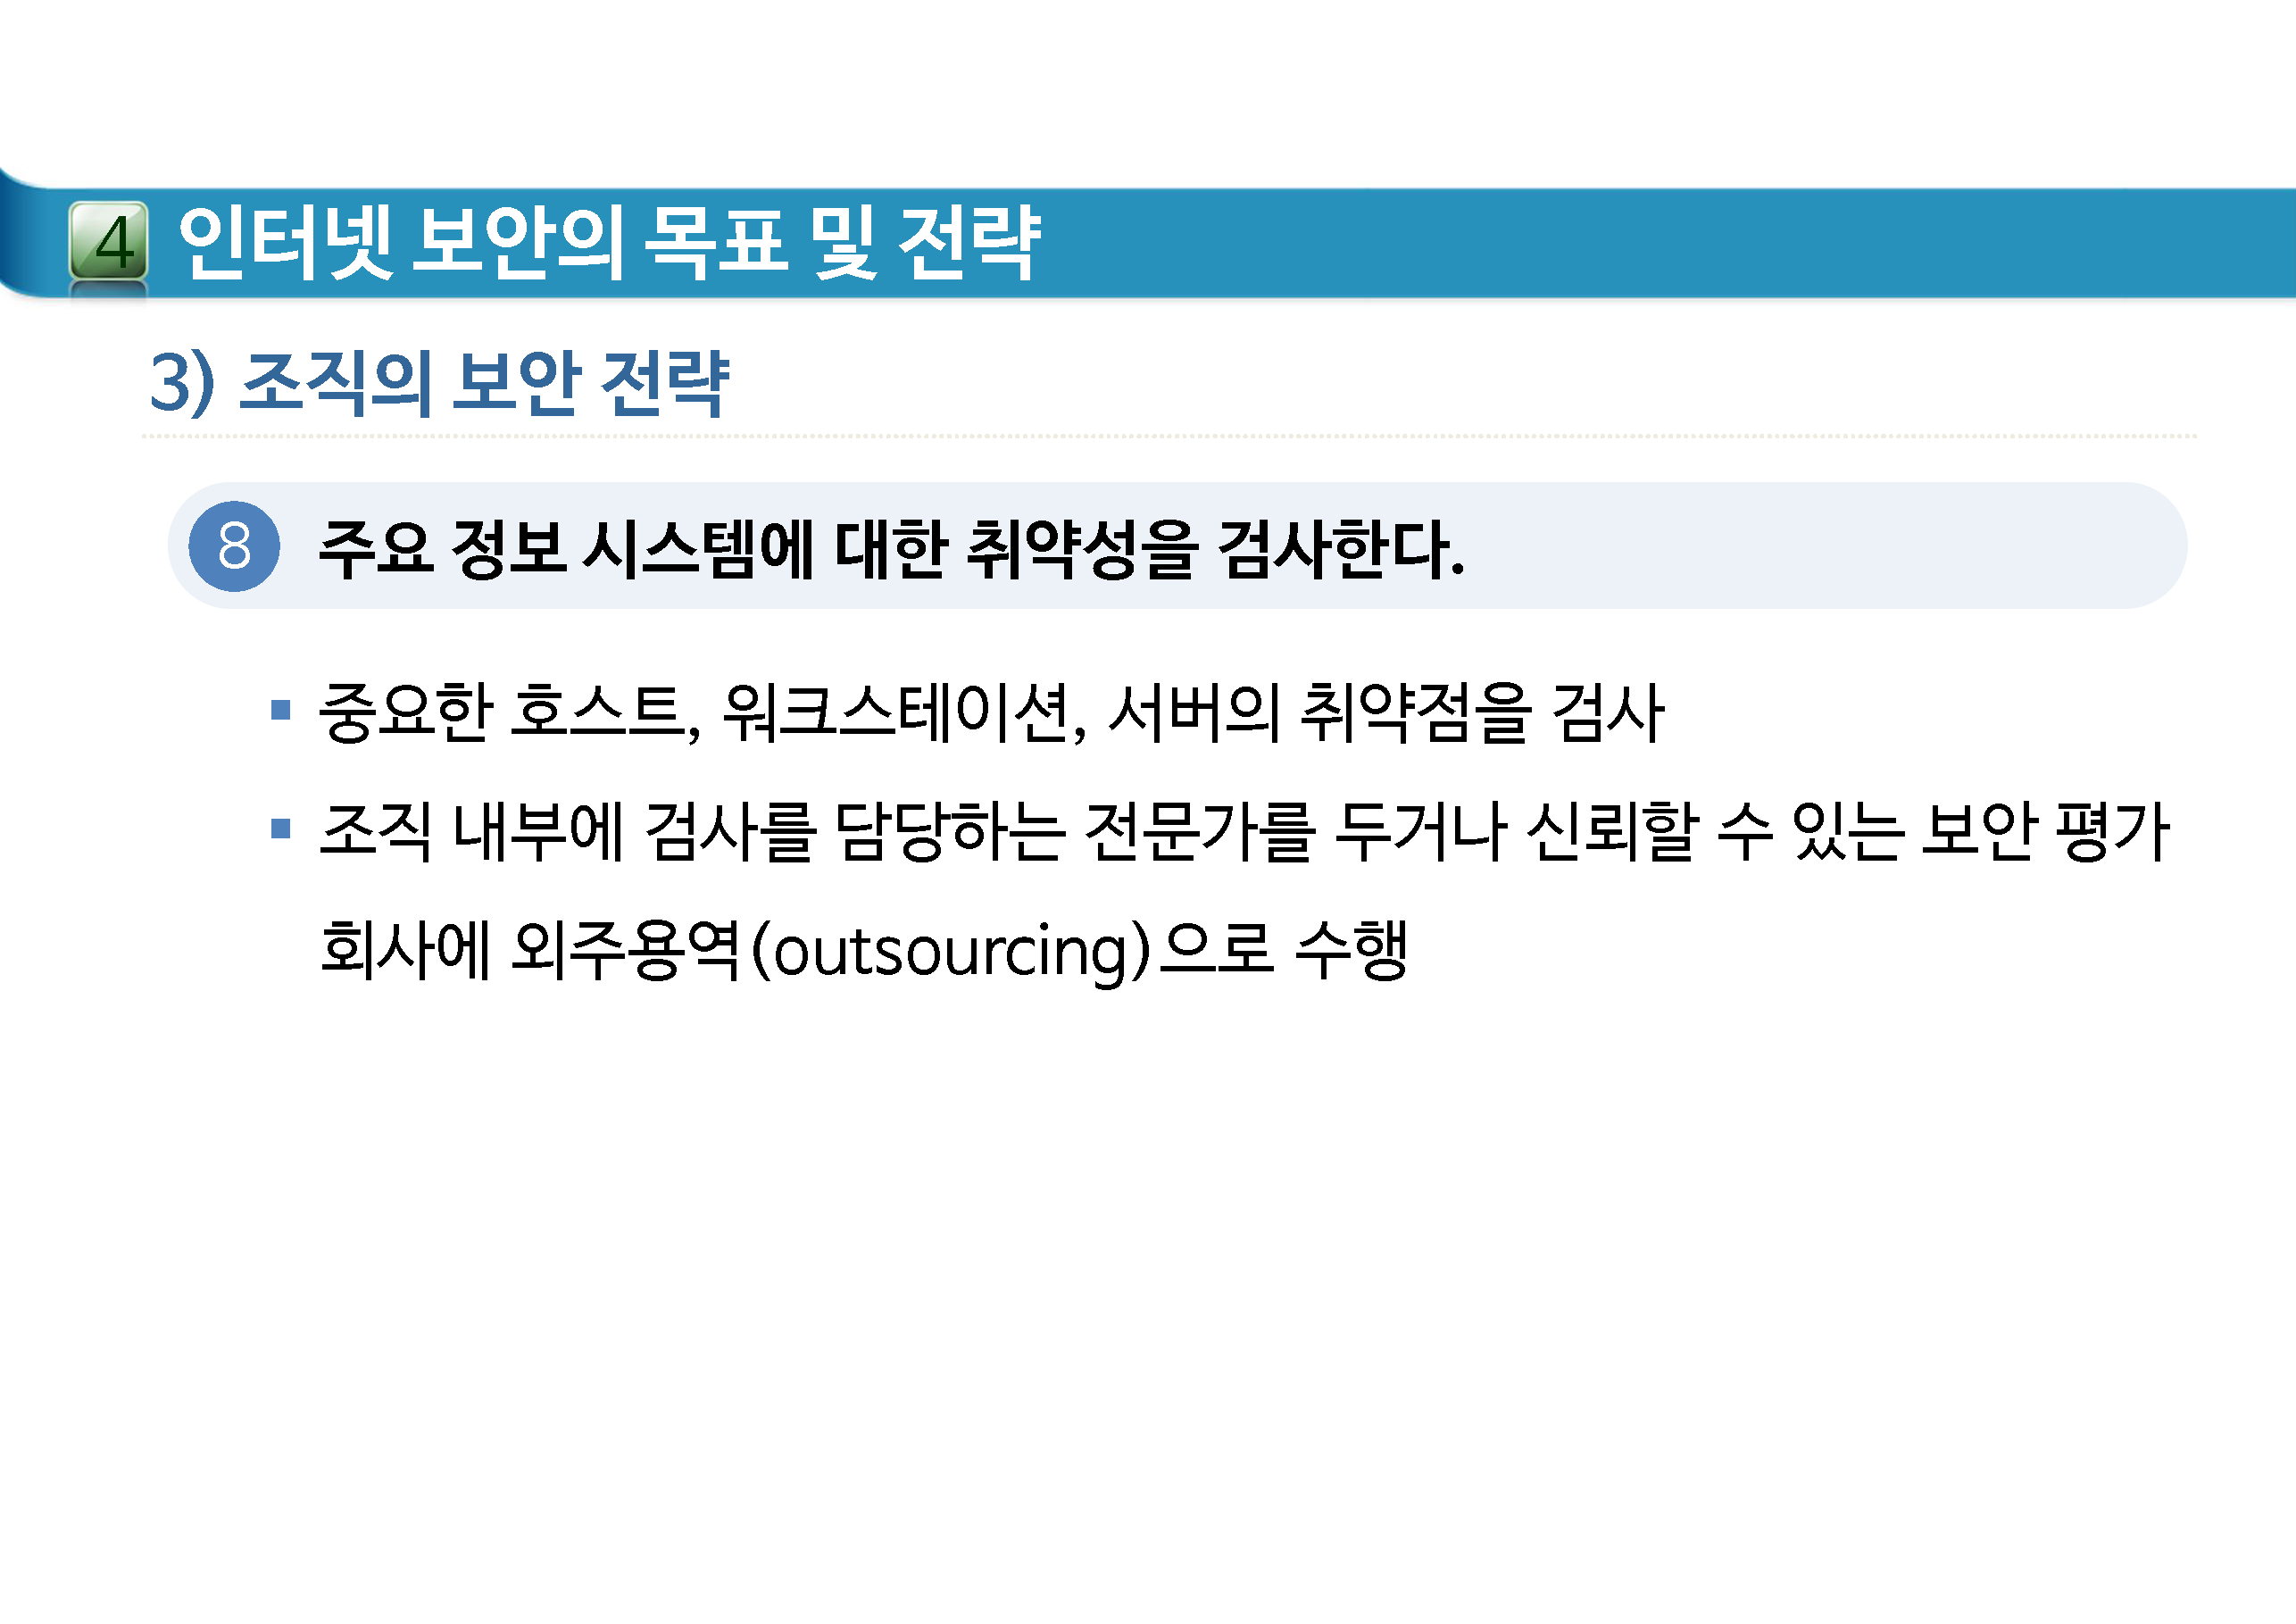 4 인터넷 보안의 목표 및 전략
3) 조직의 보안 전략
8 주요 정보 시스템에 대한 취약성을 검사한다.
▪ 중요한 호스트, 워크스테이션, 서버의 취약점을 검사
▪ 조직 내부에 검사를 담당하는 전문가를 두거나 신뢰할 수 있는 보안 평가
회사에 외주용역(outsourcing)으로 수행